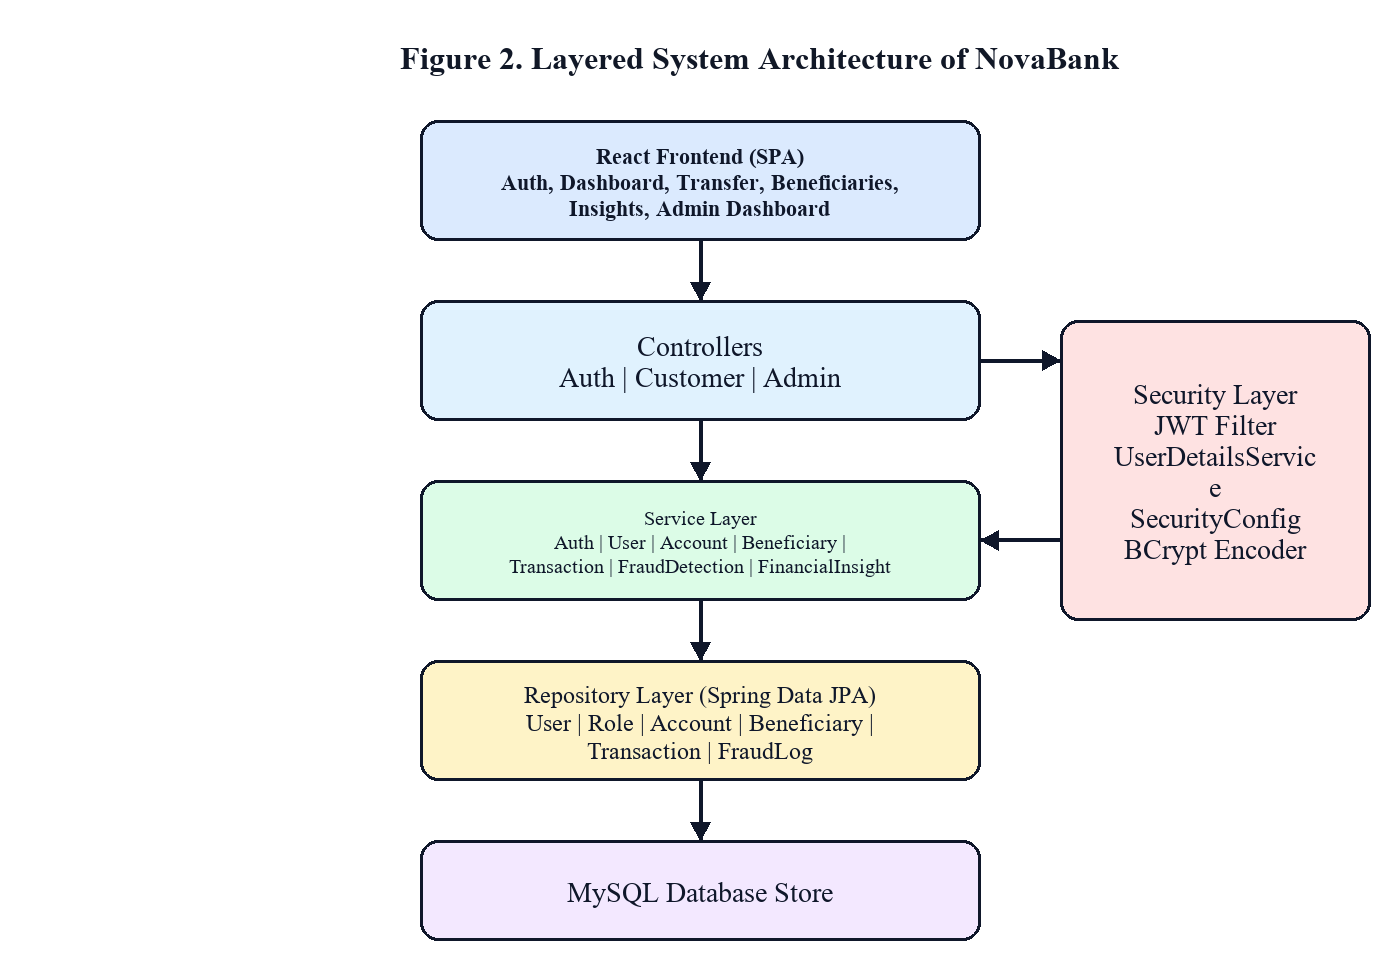 Figure 2. Layered System Architecture of NovaBank
React Frontend (SPA)
Auth, Dashboard, Transfer, Beneficiaries,
Insights, Admin Dashboard
Controllers
Auth | Customer | Admin
Security Layer
JWT Filter
UserDetailsServic
e
SecurityConfig
BCrypt Encoder
Service Layer
Auth | User | Account | Beneficiary |
Transaction | FraudDetection | FinancialInsight
Repository Layer (Spring Data JPA)
User | Role | Account | Beneficiary |
Transaction | FraudLog
MySQL Database Store